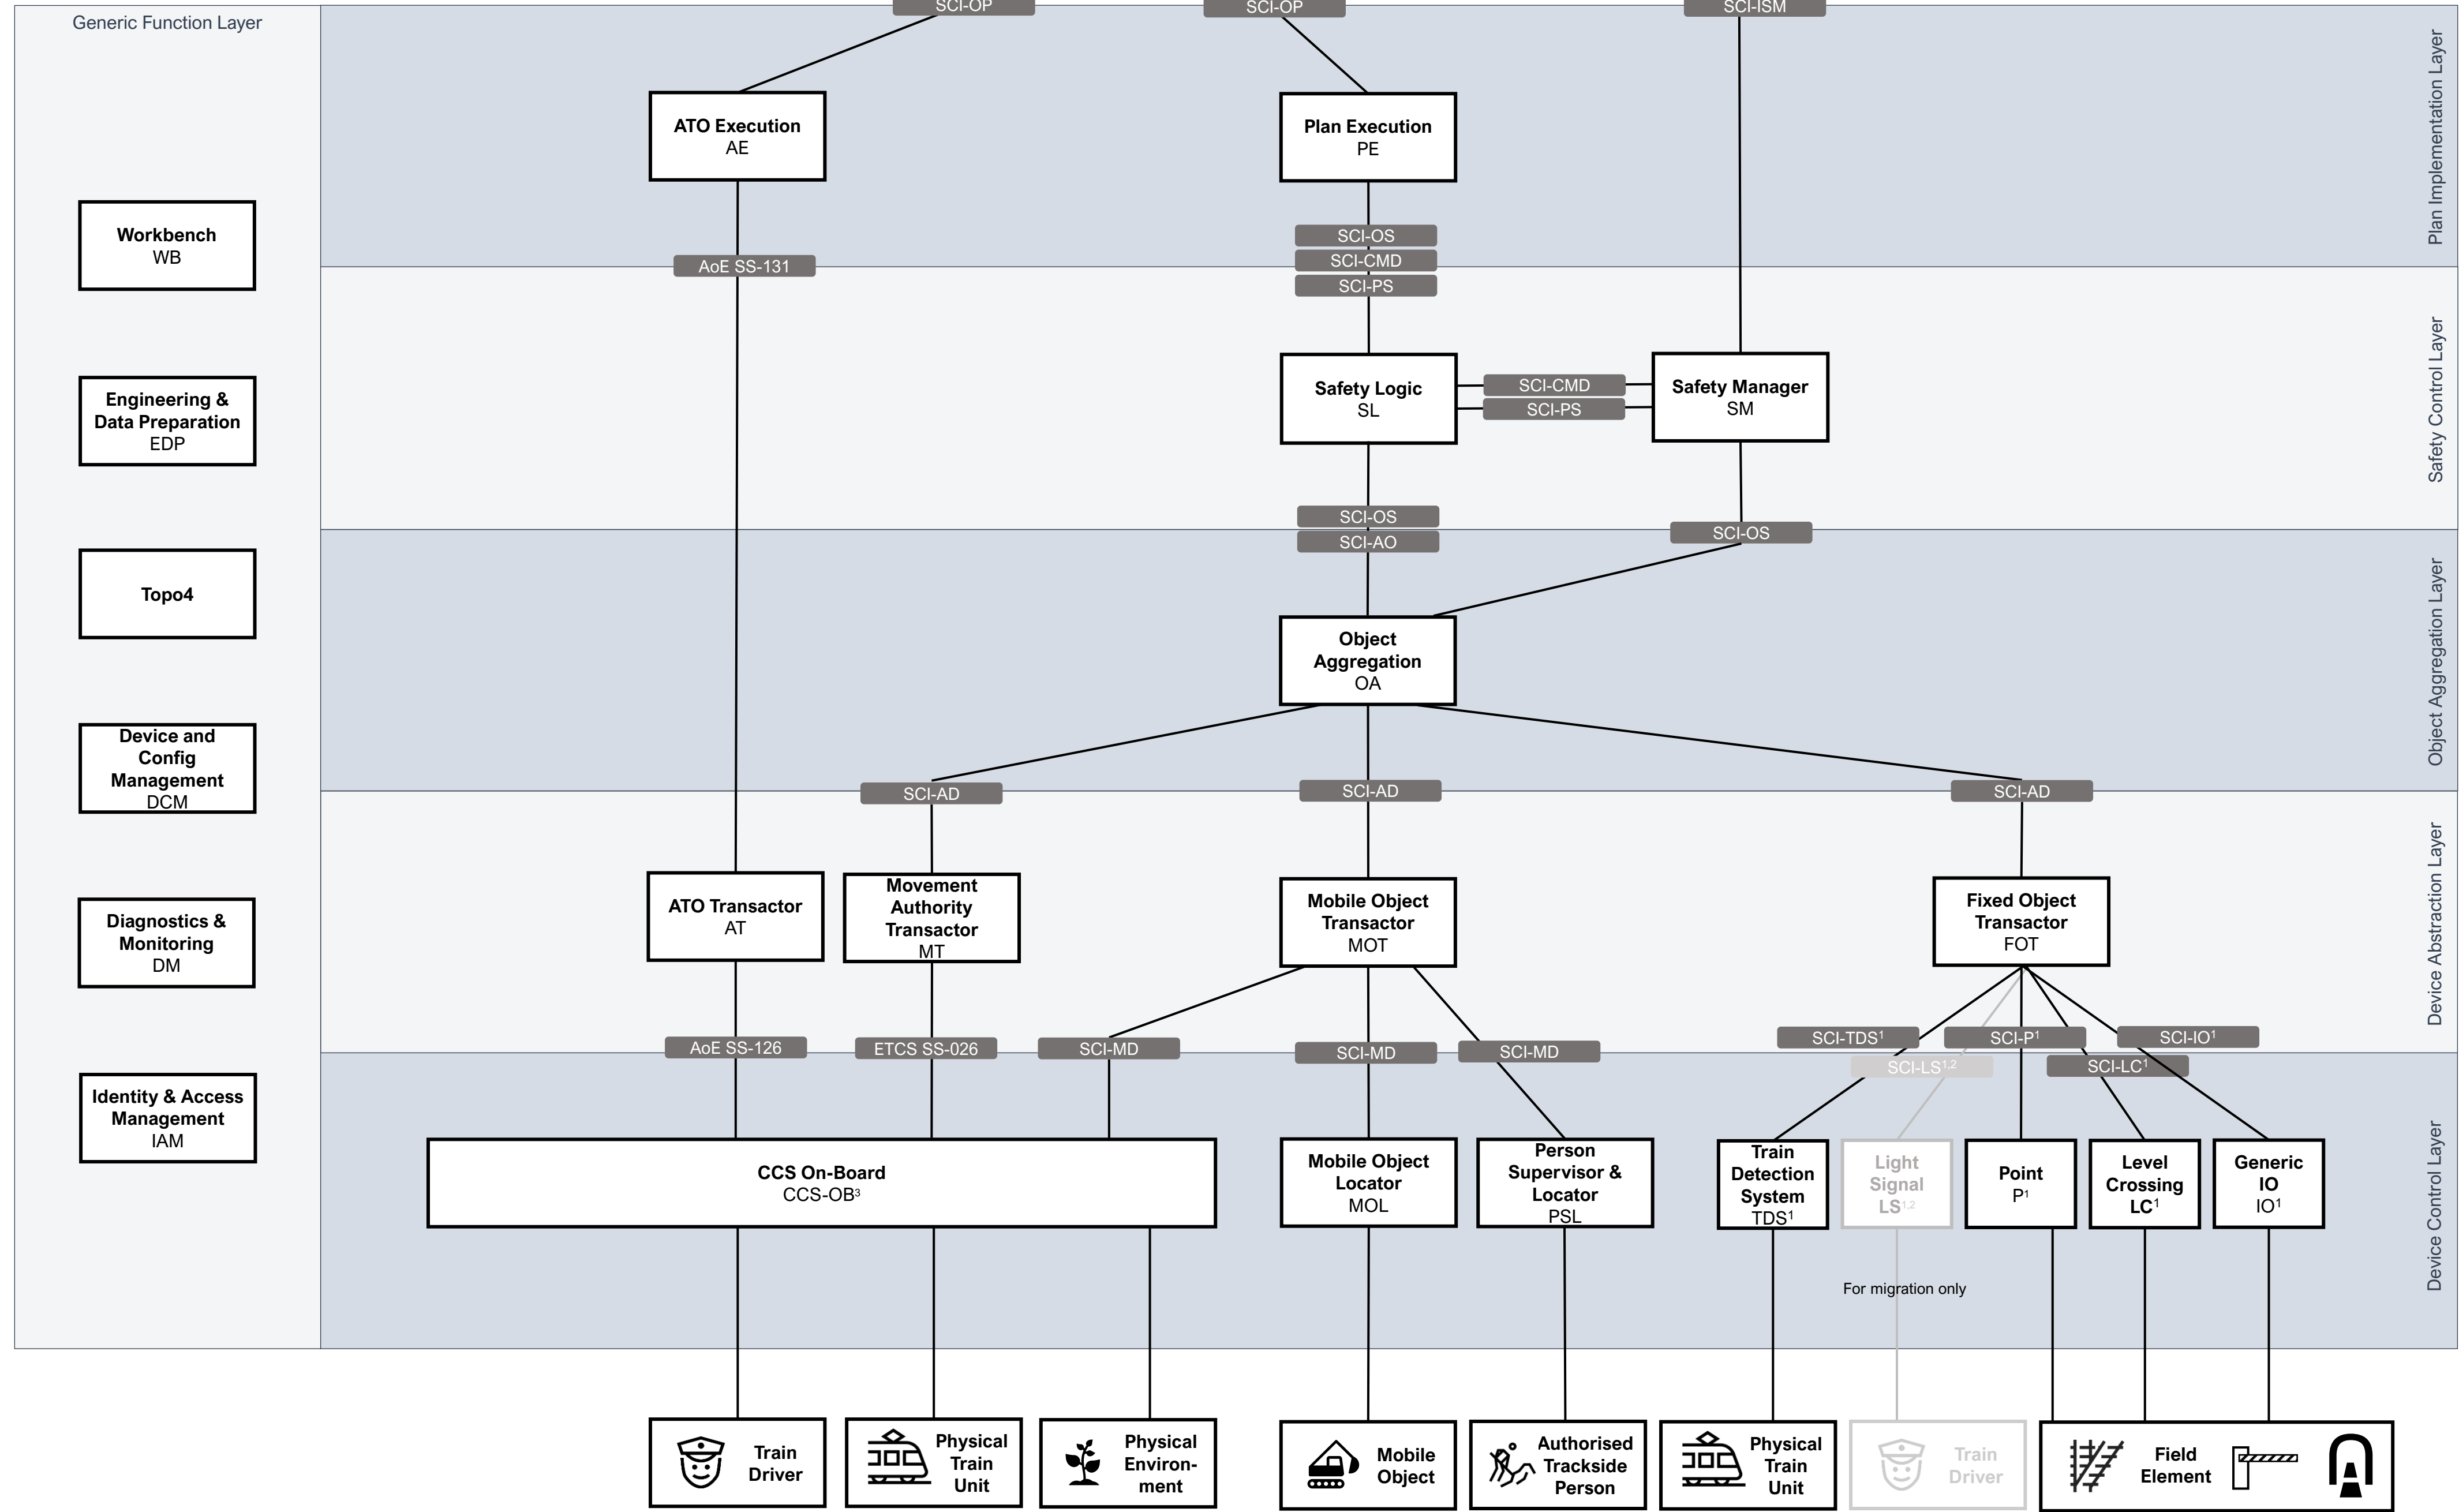 SCI-OP
SCI-OP
SCI-ISM
Generic Function Layer
Plan Implementation Layer
ATO Execution
AE
Plan Execution
PE
Workbench
WB
SCI-OS
SCI-CMD
SCI-PS
AoE SS-131
Safety Control Layer
Engineering &
Data Preparation
EDP
Safety Logic
SL
SCI-CMD
SCI-PS
Safety Manager
SM
SCI-OS
SCI-AO
SCI-OS
Object Aggregation Layer
Topo4
Object
Aggregation
OA
Device and
Config
Management
DCM
SCI-AD
SCI-AD
SCI-AD
Device Abstraction Layer
Diagnostics &
Monitoring
DM
ATO Transactor
AT
Movement
Authority
Transactor
MT
Mobile Object
Transactor
MOT
Fixed Object
Transactor
FOT
AoE SS-126
ETCS SS-026
SCI-MD
SCI-MD
SCI-MD
SCI-TDS¹
SCI-P¹
SCI-IO¹
SCI-LS¹,²
SCI-LC¹
Device Control Layer
Identity & Access
Management
IAM
CCS On-Board
CCS-OB³
Mobile Object
Locator
MOL
Person
Supervisor &
Locator
PSL
Train
Detection
System
TDS¹
Light
Signal
LS¹,²
Point
P¹
Level
Crossing
LC¹
Generic
IO
IO¹
For migration only
Train
Driver
Physical
Train
Unit
Physical
Environ-
ment
Mobile
Object
Authorised
Trackside
Person
Physical
Train
Unit
Train
Driver
Field
Element